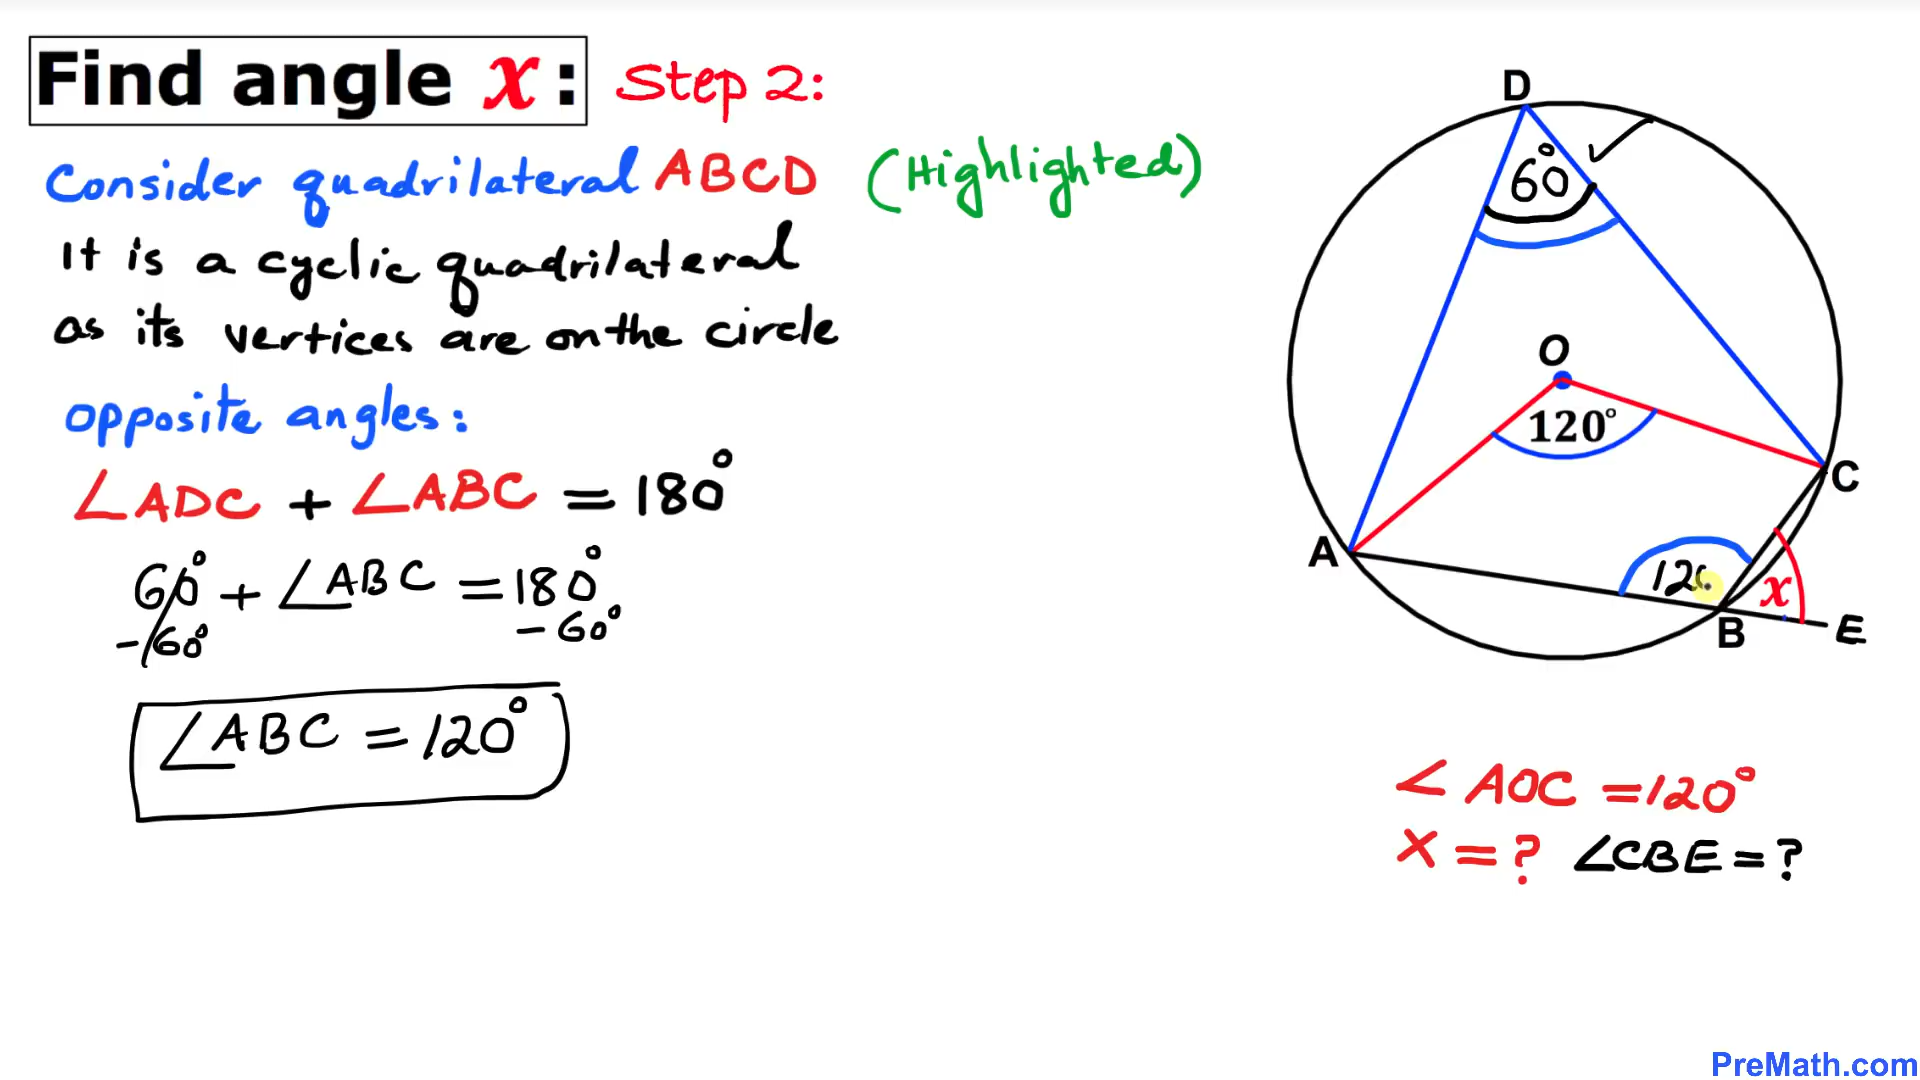 Find angle x: Step 2:
Consider quadrilateral ABCD (Highlighted)
It is a cyclic quadrilateral
as its vertices are on the circle
opposite angles:
∠ADC + ∠ABC = 180°
60° + ∠ABC = 180°
-60° -60°
∠ABC = 120°
D
60°
O
120°
C
A
120
x
B
E
∠AOC = 120°
x = ? ∠CBE = ?
PreMath.com